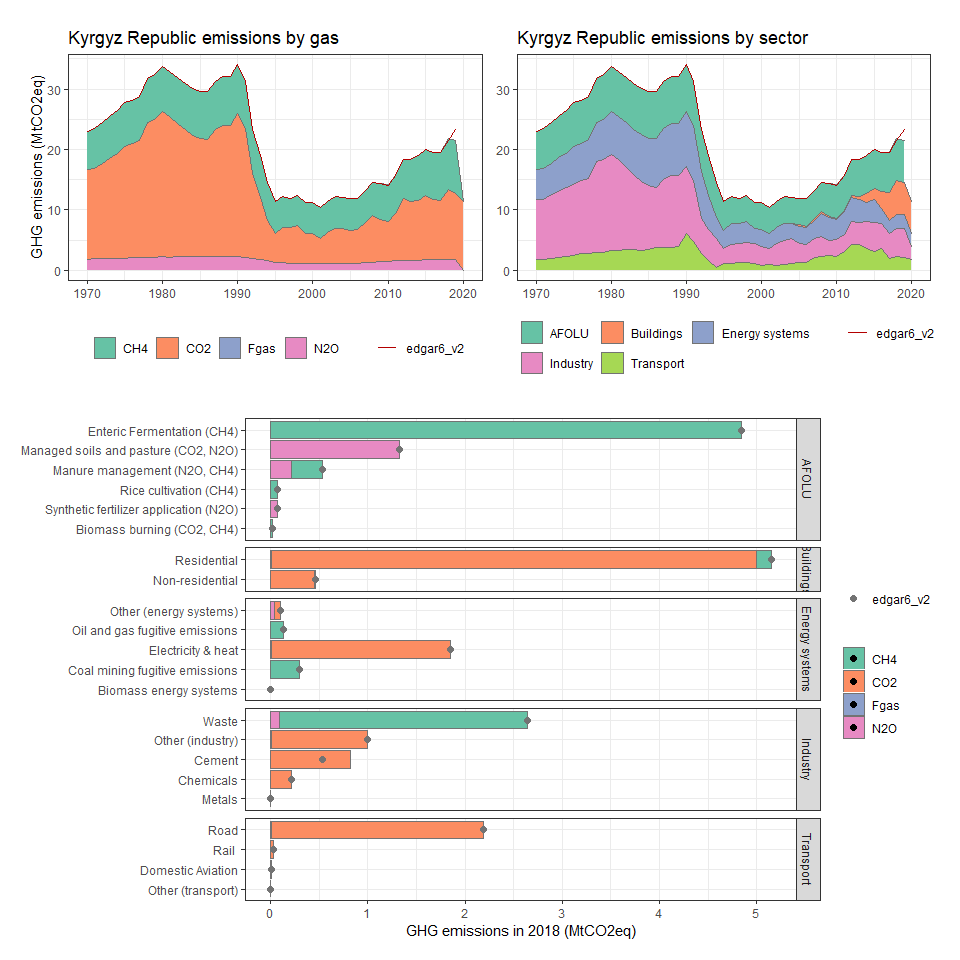 Kyrgyz Republic emissions by gas
GHG emissions (MtCO2eq)
30
20
10
0
1970
1980
1990
2000
2010
2020
CH4
CO2
Fgas
N2O
edgar6_v2
Kyrgyz Republic emissions by sector
30
20
10
0
1970
1980
1990
2000
2010
2020
AFOLU
Buildings
Energy systems
edgar6_v2
Industry
Transport
Enteric Fermentation (CH4)
Managed soils and pasture (CO2, N2O)
Manure management (N2O, CH4)
Rice cultivation (CH4)
Synthetic fertilizer application (N2O)
Biomass burning (CO2, CH4)
AFOLU
Residential
Non-residential
Buildings
Other (energy systems)
Oil and gas fugitive emissions
Electricity & heat
Coal mining fugitive emissions
Biomass energy systems
Energy systems
Waste
Other (industry)
Cement
Chemicals
Metals
Industry
Road
Rail
Domestic Aviation
Other (transport)
Transport
0
1
2
3
4
5
GHG emissions in 2018 (MtCO2eq)
edgar6_v2
CH4
CO2
Fgas
N2O